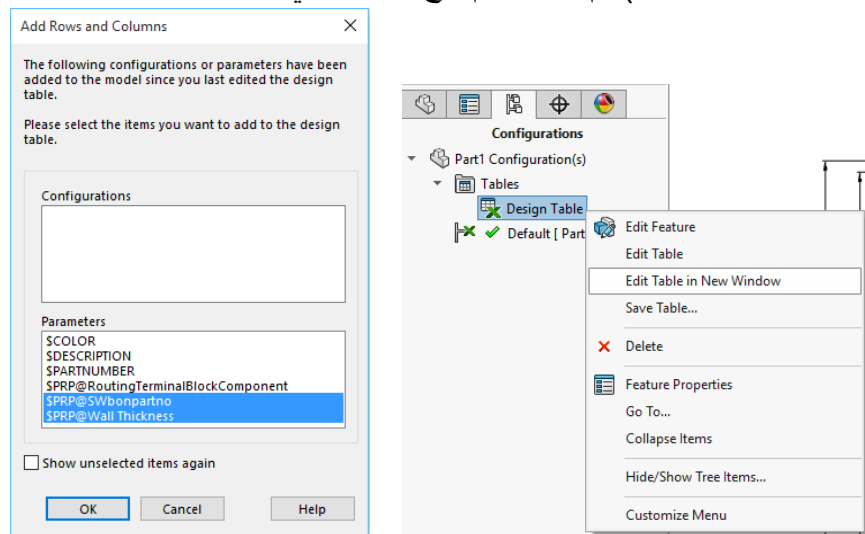 Add Rows and Columns
The following configurations or parameters have been
added to the model since you last edited the design
table.
Please select the items you want to add to the design
table.
Configurations
Parameters
$COLOR
$DESCRIPTION
$PARTNUMBER
$PRP@RoutingTerminalBlockComponent
$PRP@SWbonpartno
$PRP@Wall Thickness
Show unselected items again
OK Cancel Help
Configurations
Part1 Configuration(s)
Tables
Design Table
Default [ Part
Edit Feature
Edit Table
Edit Table in New Window
Save Table...
Delete
Feature Properties
Go To...
Collapse Items
Hide/Show Tree Items...
Customize Menu